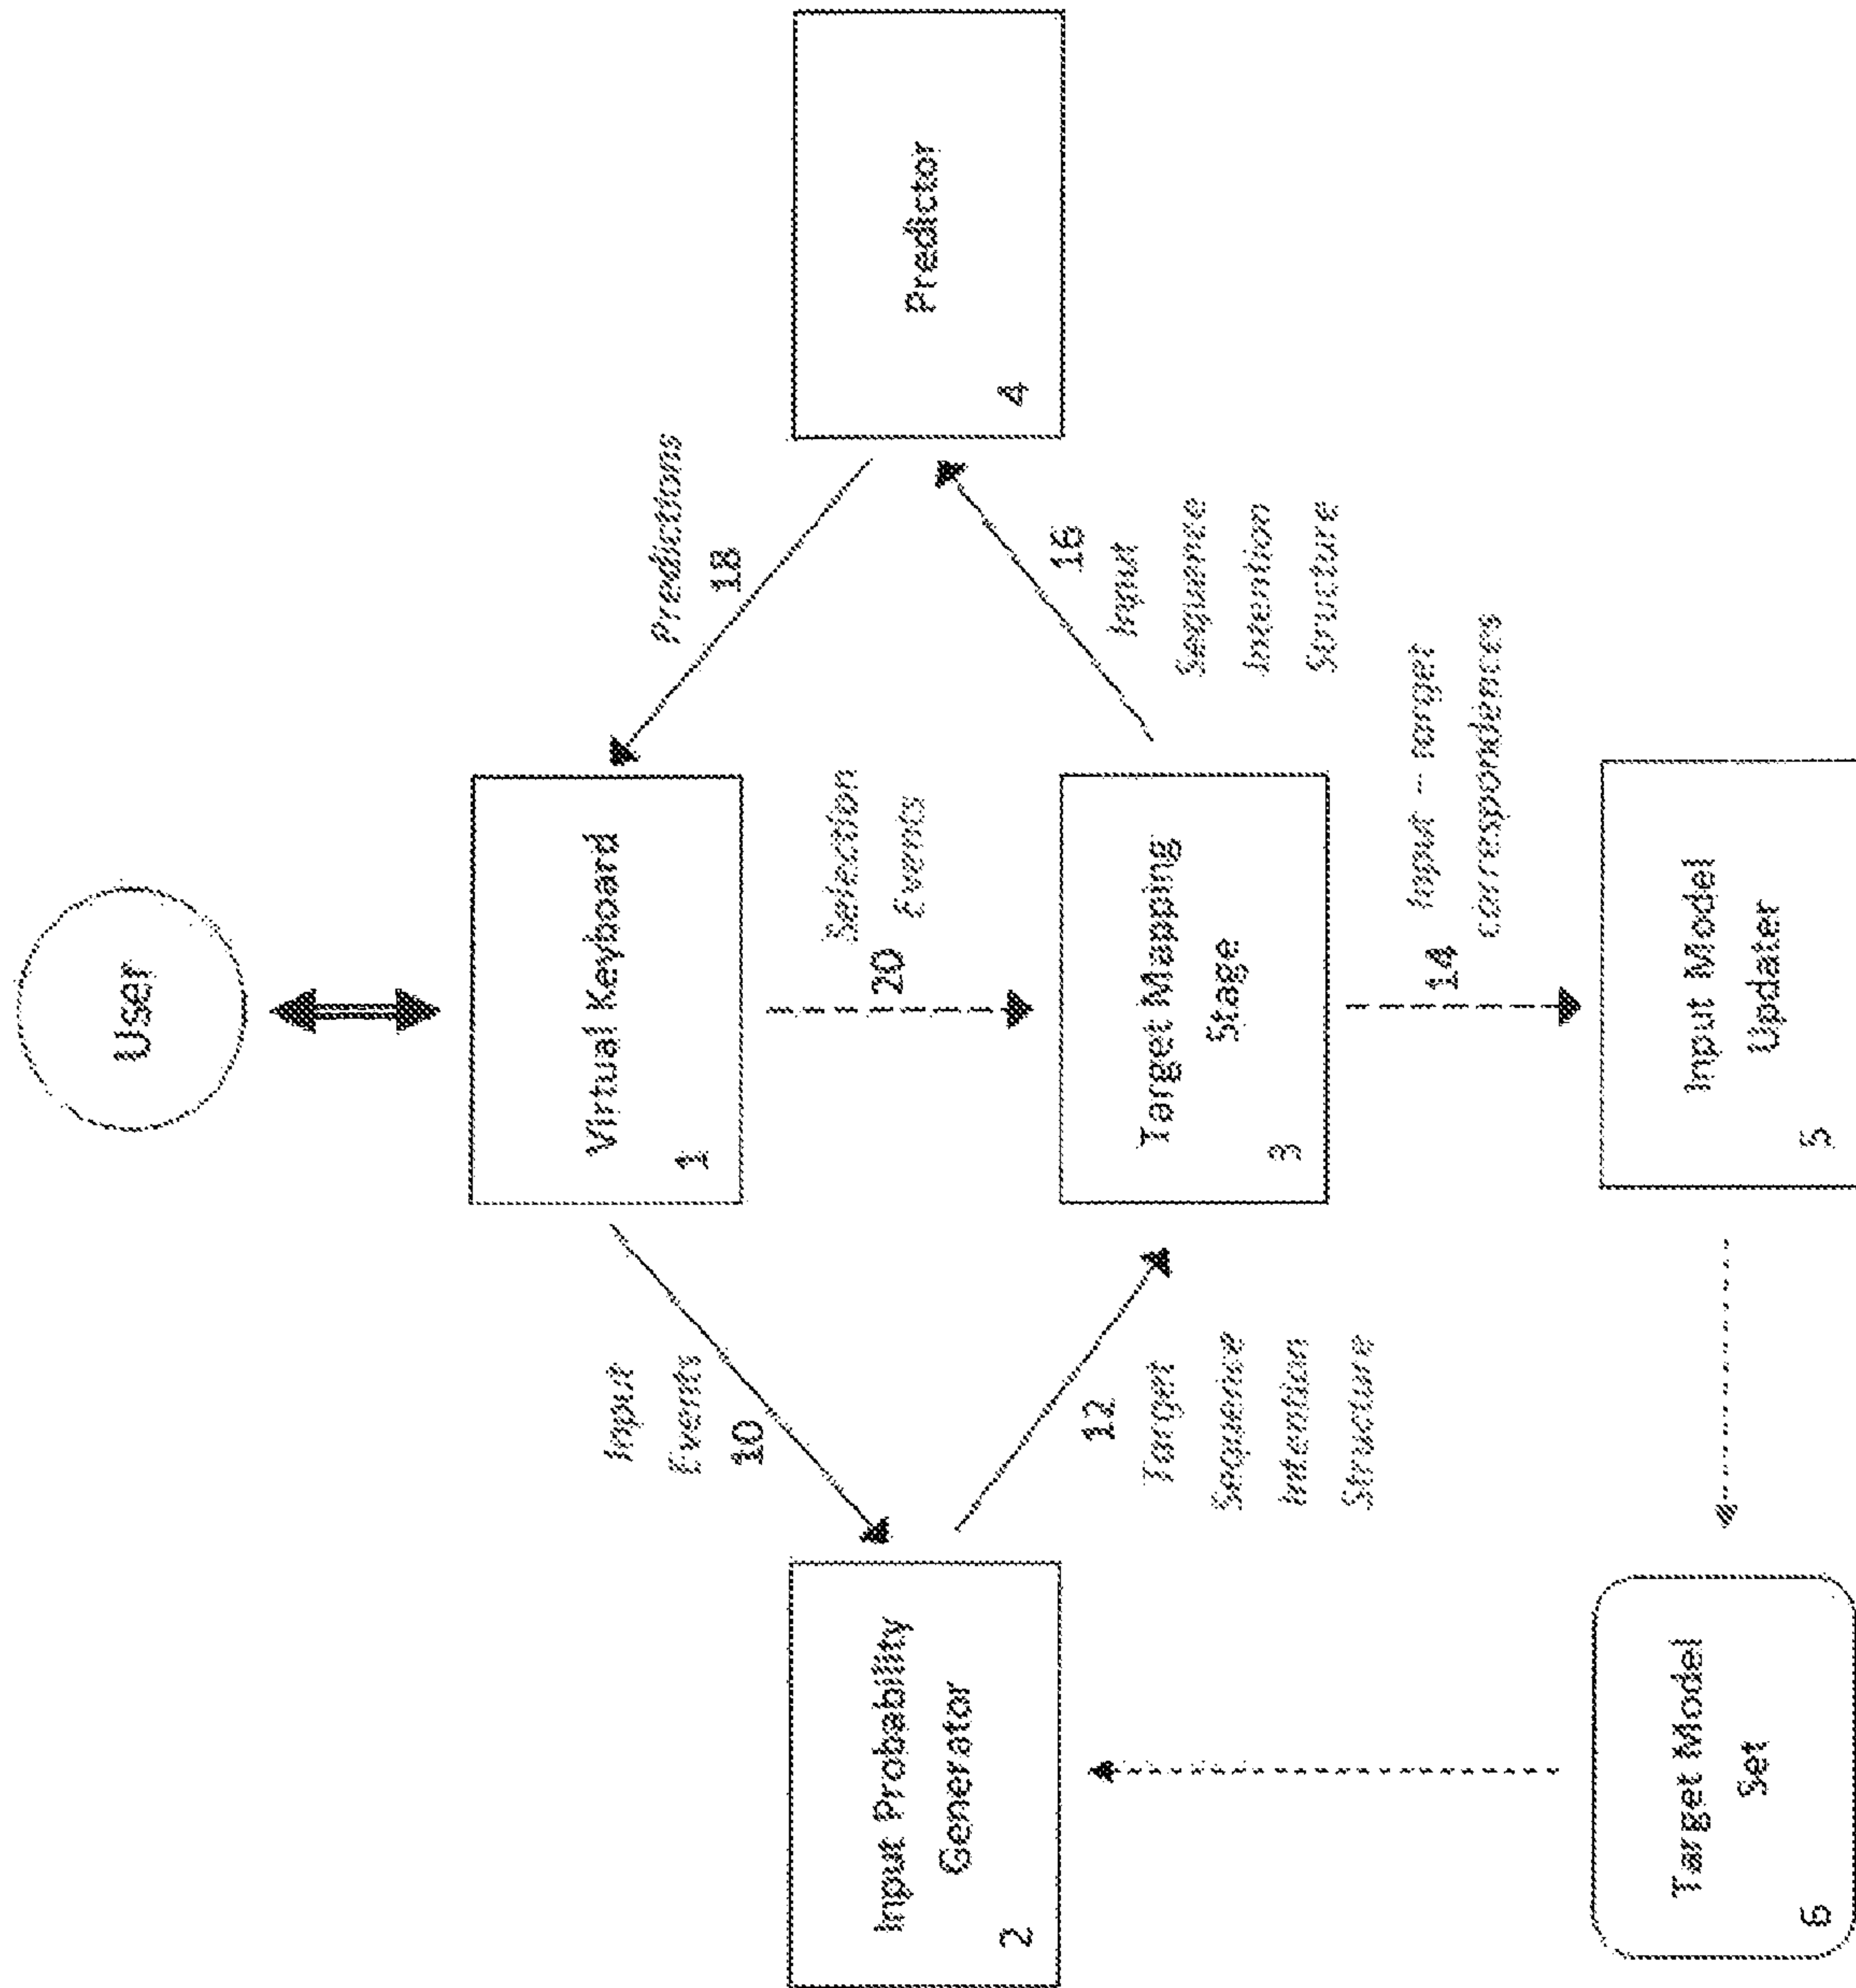 User
Virtual Keyboard
1
Input
Events
10
Predictions
18
Selection
Events
20
Input Probability
Generator
2
Predictor
4
12
Target
Sequence
Intention
Structure
16
Input
Sequence
Intention
Structure
Target Mapping
Stage
3
14
Input – target
correspondences
Target Model
Set
6
Input Model
Updater
5